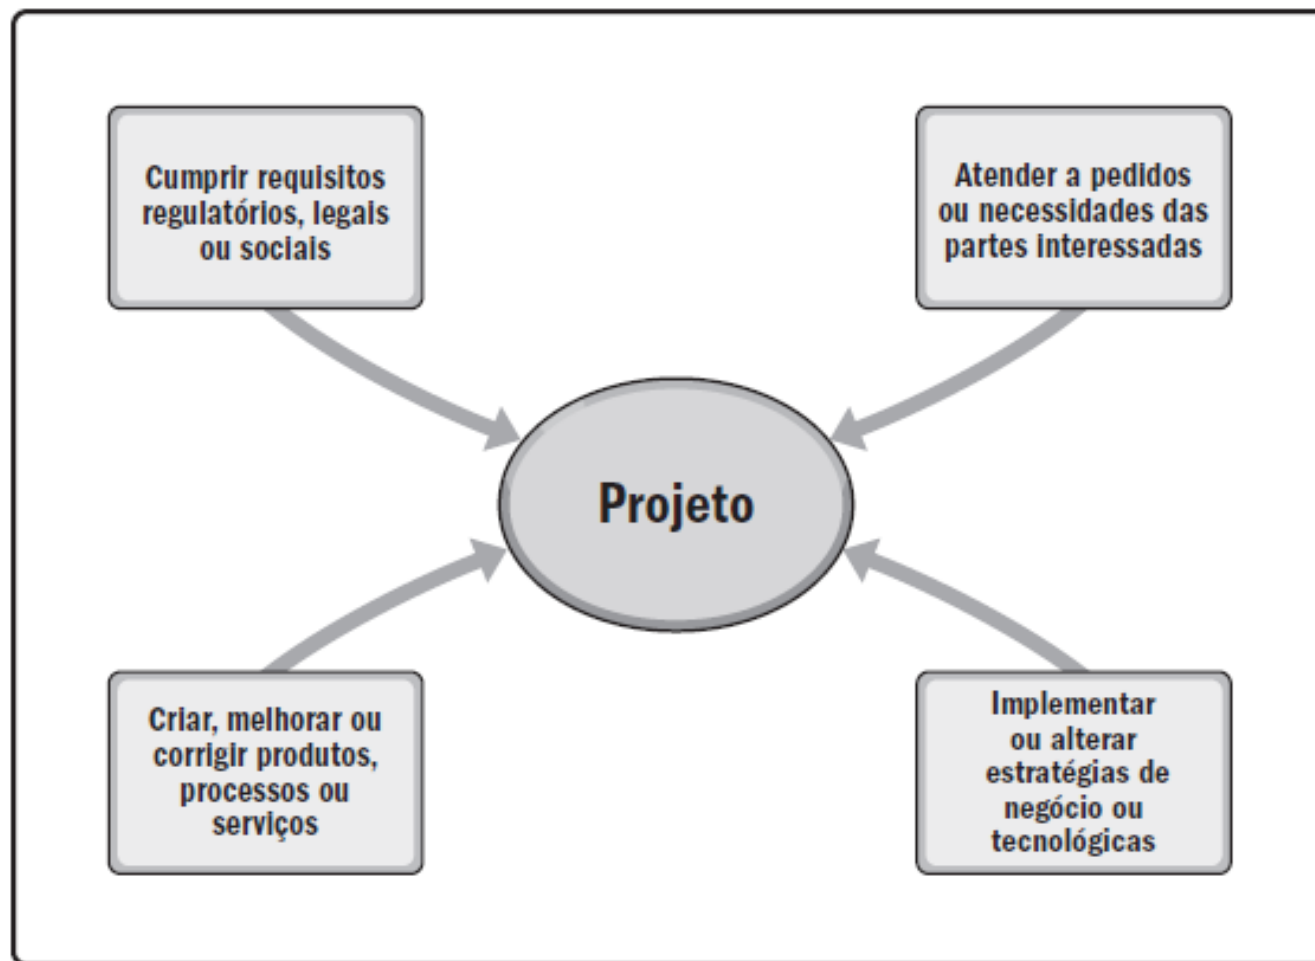 Cumprir requisitos
regulatórios, legais
ou sociais
Atender a pedidos
ou necessidades das
partes interessadas
Projeto
Criar, melhorar ou
corrigir produtos,
processos ou
serviços
Implementar
ou alterar
estratégias de
negócio ou
tecnológicas